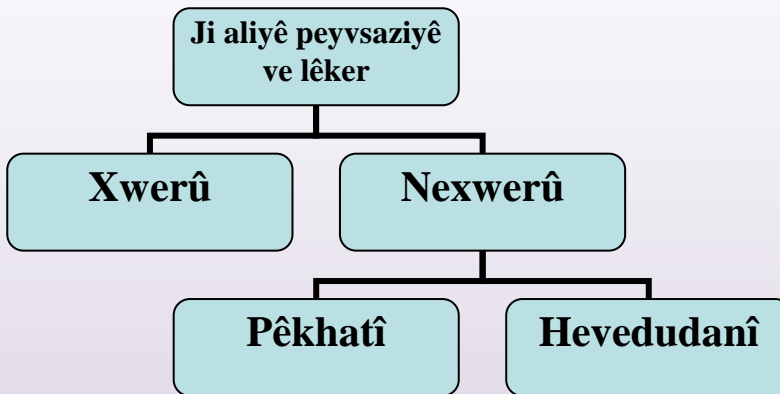 Ji aliyê peyvsaziyê
ve lêker
Xwerû
Nexwerû
Pêkhatî
Hevedudanî